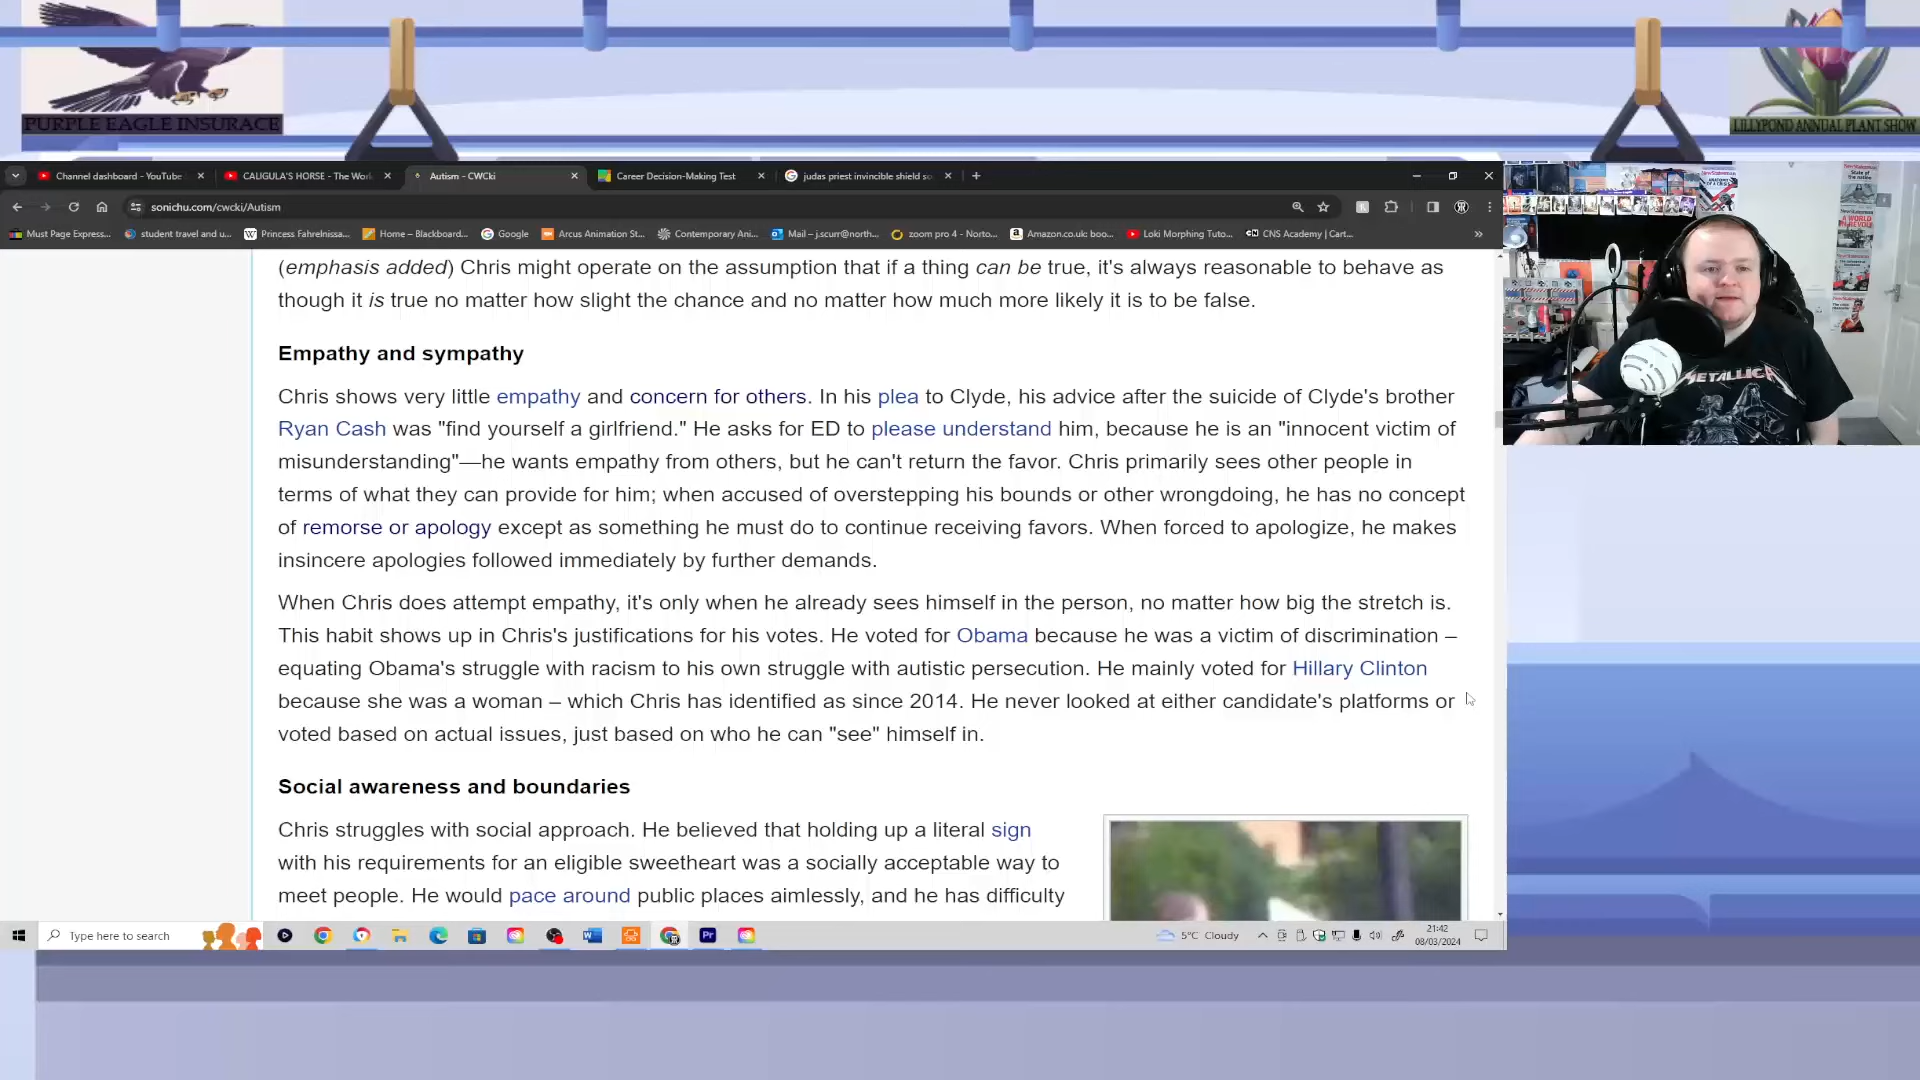 PURPLE EAGLE INSURACE
LILLYPOND ANNUAL PLANT SHOW
Channel dashboard - YouTube
CALIGULA'S HORSE - The Worl
Autism - CWCki
Career Decision-Making Test
judas priest invincible shield so
sonichu.com/cwcki/Autism
Must Page Express...
student travel and u...
Princess Fahrelnissa...
Home – Blackboard...
Google
Arcus Animation St...
Contemporary Ani...
Mail – j.scurr@north...
zoom pro 4 - Norto...
Amazon.co.uk: boo...
Loki Morphing Tuto...
CNS Academy | Cart...
(emphasis added) Chris might operate on the assumption that if a thing can be true, it's always reasonable to behave as
though it is true no matter how slight the chance and no matter how much more likely it is to be false.
Empathy and sympathy
Chris shows very little empathy and concern for others. In his plea to Clyde, his advice after the suicide of Clyde's brother
Ryan Cash was "find yourself a girlfriend." He asks for ED to please understand him, because he is an "innocent victim of
misunderstanding"—he wants empathy from others, but he can't return the favor. Chris primarily sees other people in
terms of what they can provide for him; when accused of overstepping his bounds or other wrongdoing, he has no concept
of remorse or apology except as something he must do to continue receiving favors. When forced to apologize, he makes
insincere apologies followed immediately by further demands.
When Chris does attempt empathy, it's only when he already sees himself in the person, no matter how big the stretch is.
This habit shows up in Chris's justifications for his votes. He voted for Obama because he was a victim of discrimination –
equating Obama's struggle with racism to his own struggle with autistic persecution. He mainly voted for Hillary Clinton
because she was a woman – which Chris has identified as since 2014. He never looked at either candidate's platforms or
voted based on actual issues, just based on who he can "see" himself in.
Social awareness and boundaries
Chris struggles with social approach. He believed that holding up a literal sign
with his requirements for an eligible sweetheart was a socially acceptable way to
meet people. He would pace around public places aimlessly, and he has difficulty
METALLICA
Type here to search
5°C Cloudy
21:42
08/03/2024